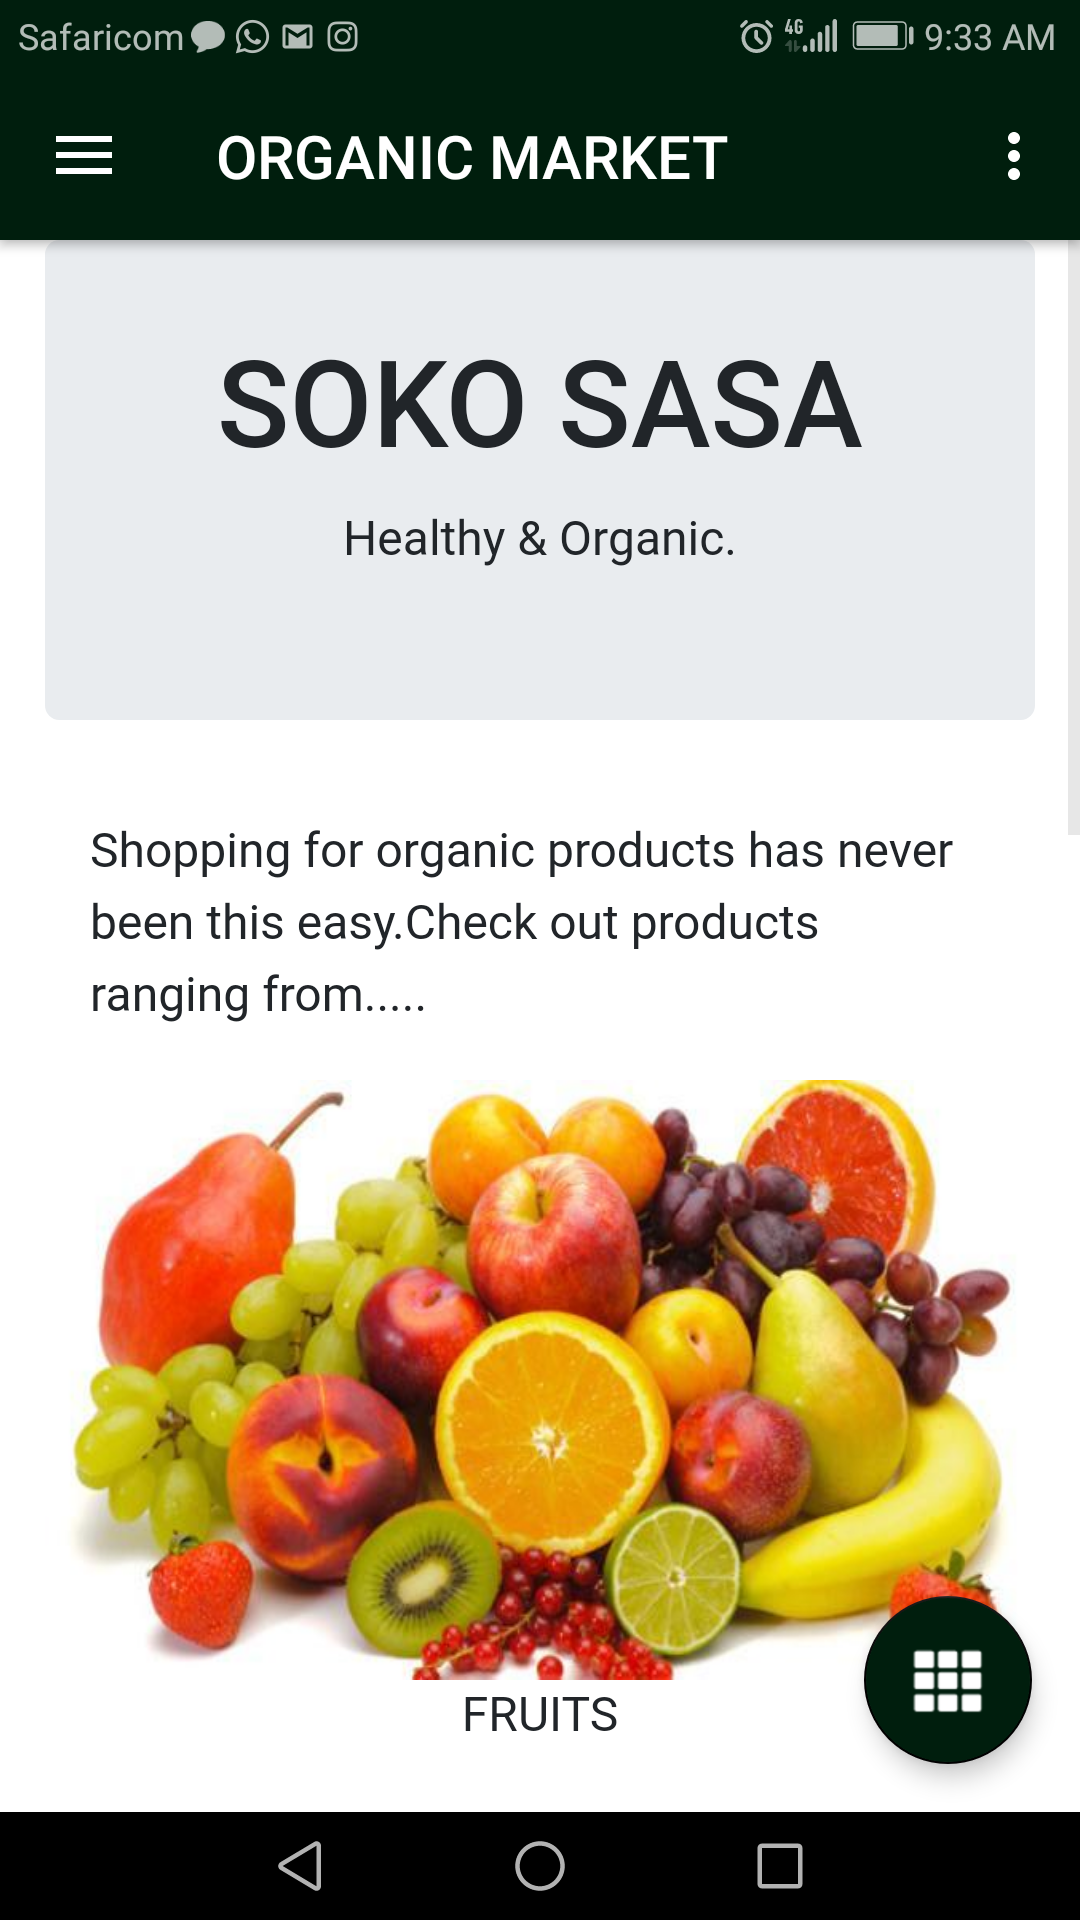 Safaricom 4G 9:33 AM
ORGANIC MARKET
SOKO SASA
Healthy & Organic.
Shopping for organic products has never
been this easy.Check out products
ranging from.....
FRUITS